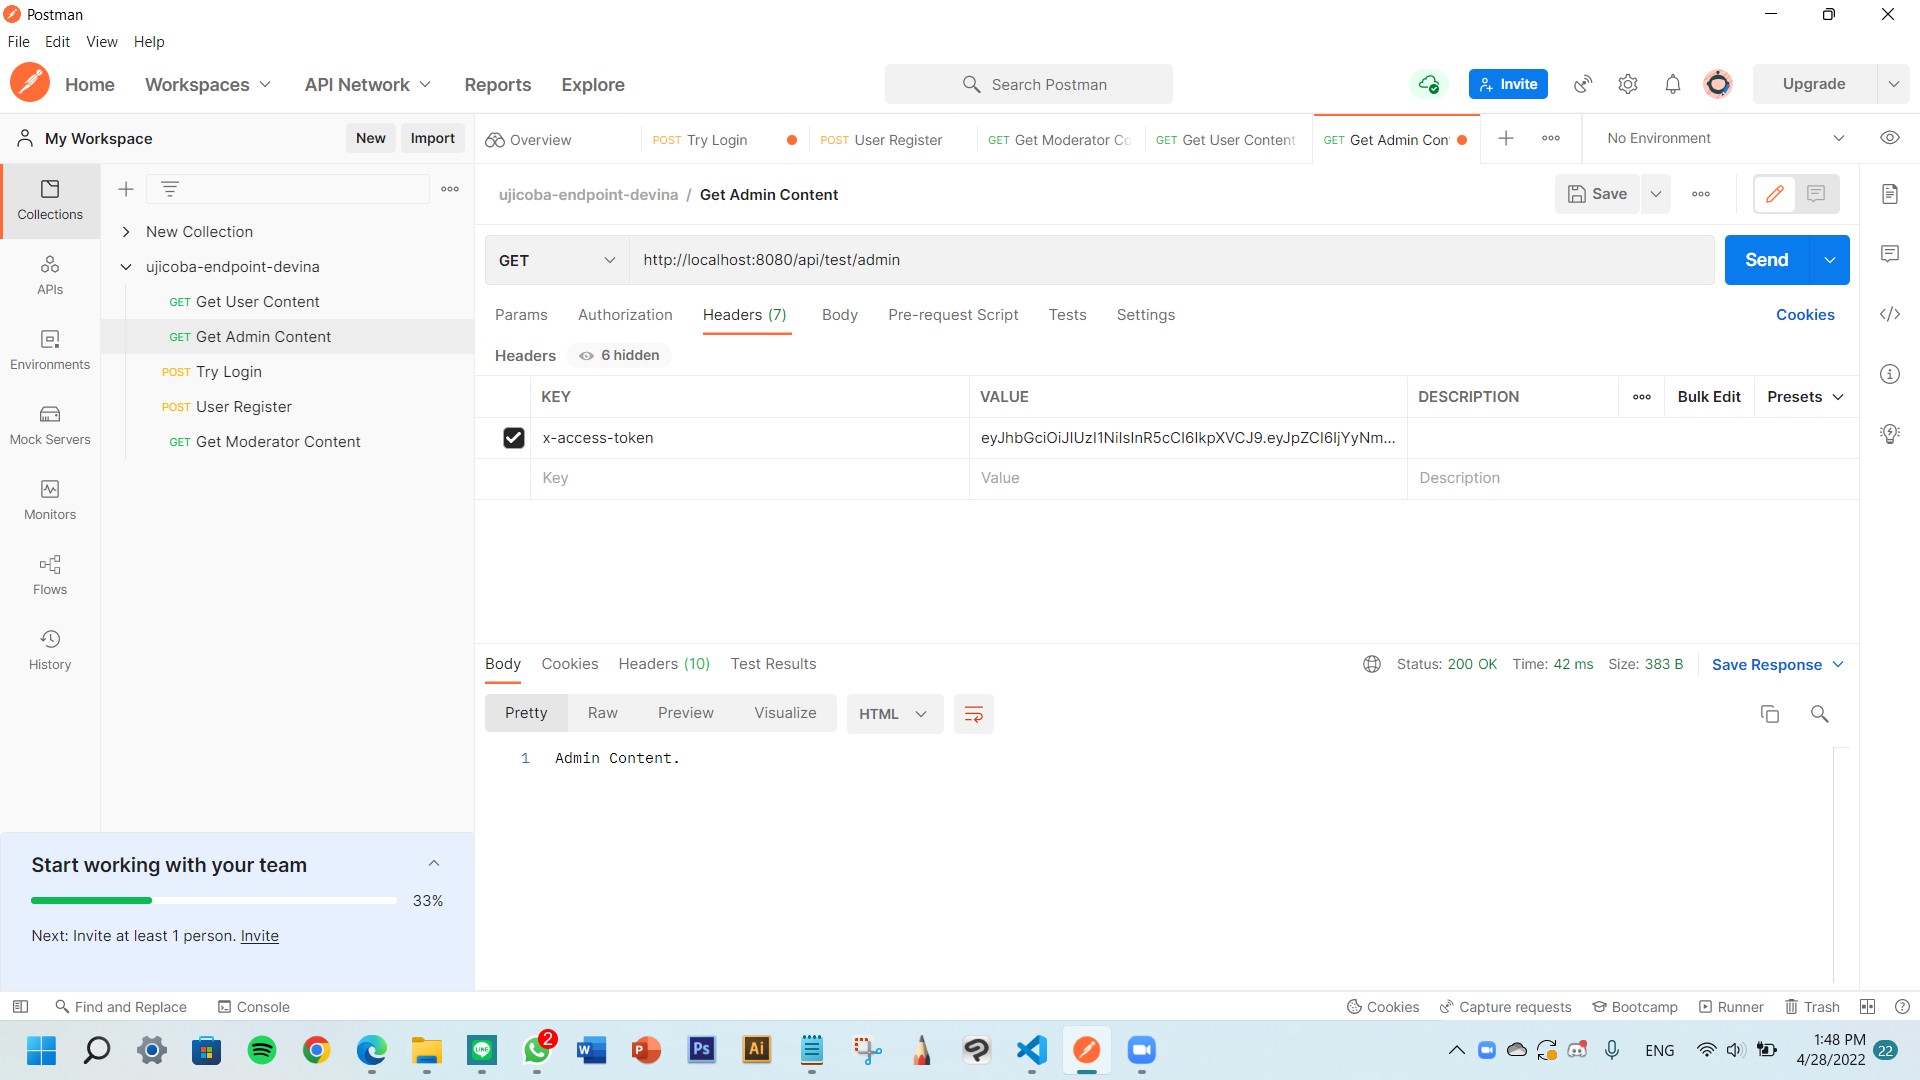 Postman
File Edit View Help
Home Workspaces API Network Reports Explore Search Postman Invite Upgrade
My Workspace New Import Overview POST Try Login POST User Register GET Get Moderator Co GET Get User Content GET Get Admin Con No Environment
ujicoba-endpoint-devina / Get Admin Content Save
Collections
New Collection
ujicoba-endpoint-devina
GET Get User Content
GET Get Admin Content
POST Try Login
POST User Register
GET Get Moderator Content
APIs
Environments
Mock Servers
Monitors
Flows
History
GET http://localhost:8080/api/test/admin Send
Params Authorization Headers (7) Body Pre-request Script Tests Settings Cookies
Headers 6 hidden
KEY VALUE DESCRIPTION Bulk Edit Presets
x-access-token eyJhbGciOiJIUzI1NiIsInR5cCI6IkpXVCJ9.eyJpZCI6IjYyNm...
Key Value Description
Body Cookies Headers (10) Test Results Status: 200 OK Time: 42 ms Size: 383 B Save Response
Pretty Raw Preview Visualize HTML
1 Admin Content.
Start working with your team
33%
Next: Invite at least 1 person. Invite
Find and Replace Console Cookies Capture requests Bootcamp Runner Trash
LINE 2 W P Ps Ai ENG 1:48 PM
4/28/2022 22